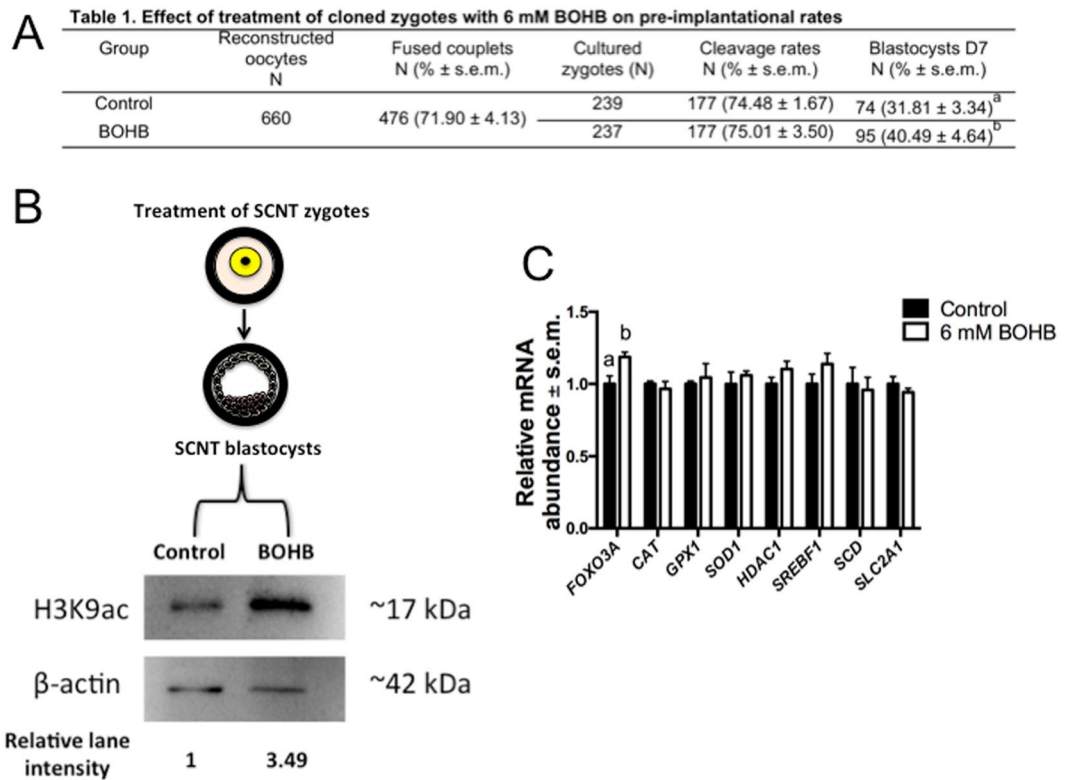 A
Table 1. Effect of treatment of cloned zygotes with 6 mM BOHB on pre-implantational rates
Group
Reconstructed
oocytes
N
Fused couplets
N (% ± s.e.m.)
Cultured
zygotes (N)
Cleavage rates
N (% ± s.e.m.)
Blastocysts D7
N (% ± s.e.m.)
Control
BOHB
660
476 (71.90 ± 4.13)
239
177 (74.48 ± 1.67)
74 (31.81 ± 3.34)a
237
177 (75.01 ± 3.50)
95 (40.49 ± 4.64)b
B
Treatment of SCNT zygotes
SCNT blastocysts
Control BOHB
H3K9ac ~17 kDa
β-actin ~42 kDa
Relative lane
intensity
1 3.49
C
Relative mRNA
abundance ± s.e.m.
1.5
1.0
0.5
0.0
a
b
Control
6 mM BOHB
FOXO3A
CAT
GPX1
SOD1
HDAC1
SREBF1
SCD
SLC2A1